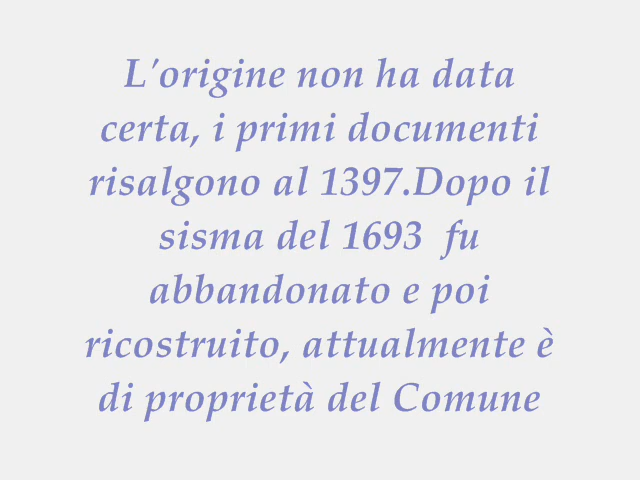 L'origine non ha data
certa, i primi documenti
risalgono al 1397.Dopo il
sisma del 1693  fu
abbandonato e poi
ricostruito, attualmente è
di proprietà del Comune